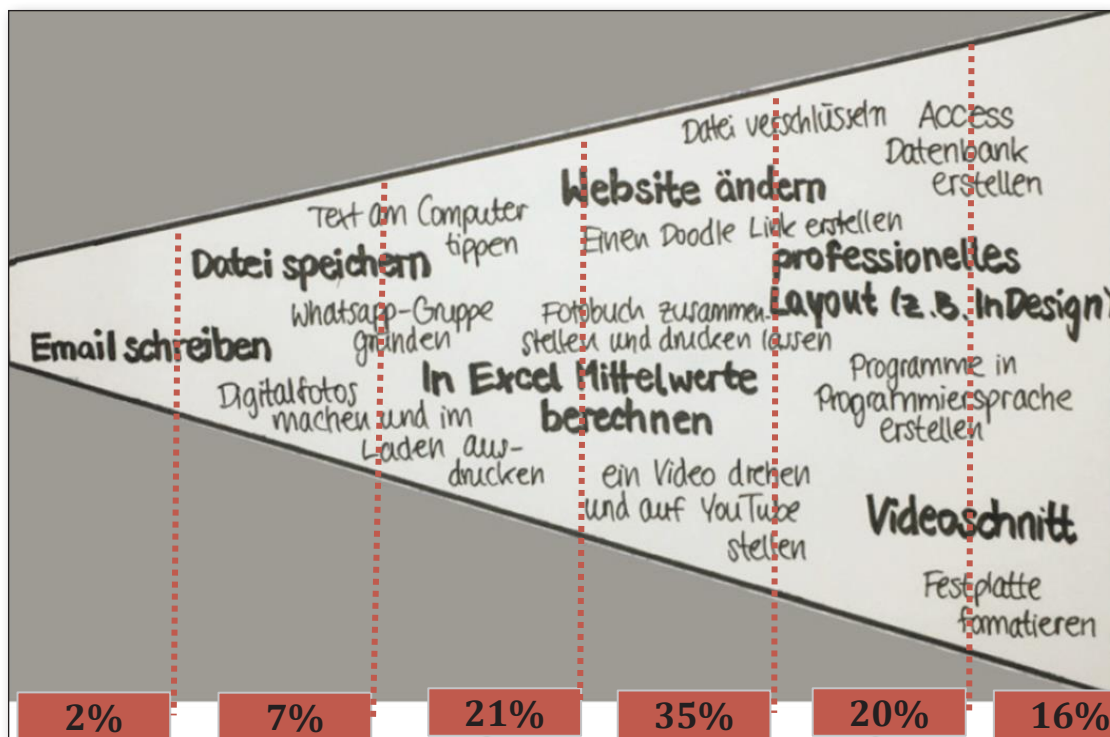 Datei verschlüsseln
Access
Datenbank
erstellen
Website ändern
Text am Computer
tippen
Einen Doodle Link erstellen
Datei speichern
professionelles
Layout (z.B. InDesign)
Whatsapp-Gruppe
gründen
Fotobuch zusammen-
stellen und drucken lassen
Email schreiben
In Excel Mittelwerte
berechnen
Programme in
Programmiersprache
erstellen
Digitalfotos
machen und im
Laden aus-
drucken
ein Video drehen
und auf YouTube
stellen
Videoschnitt
Festplatte
famatieren
2%
7%
21%
35%
20%
16%